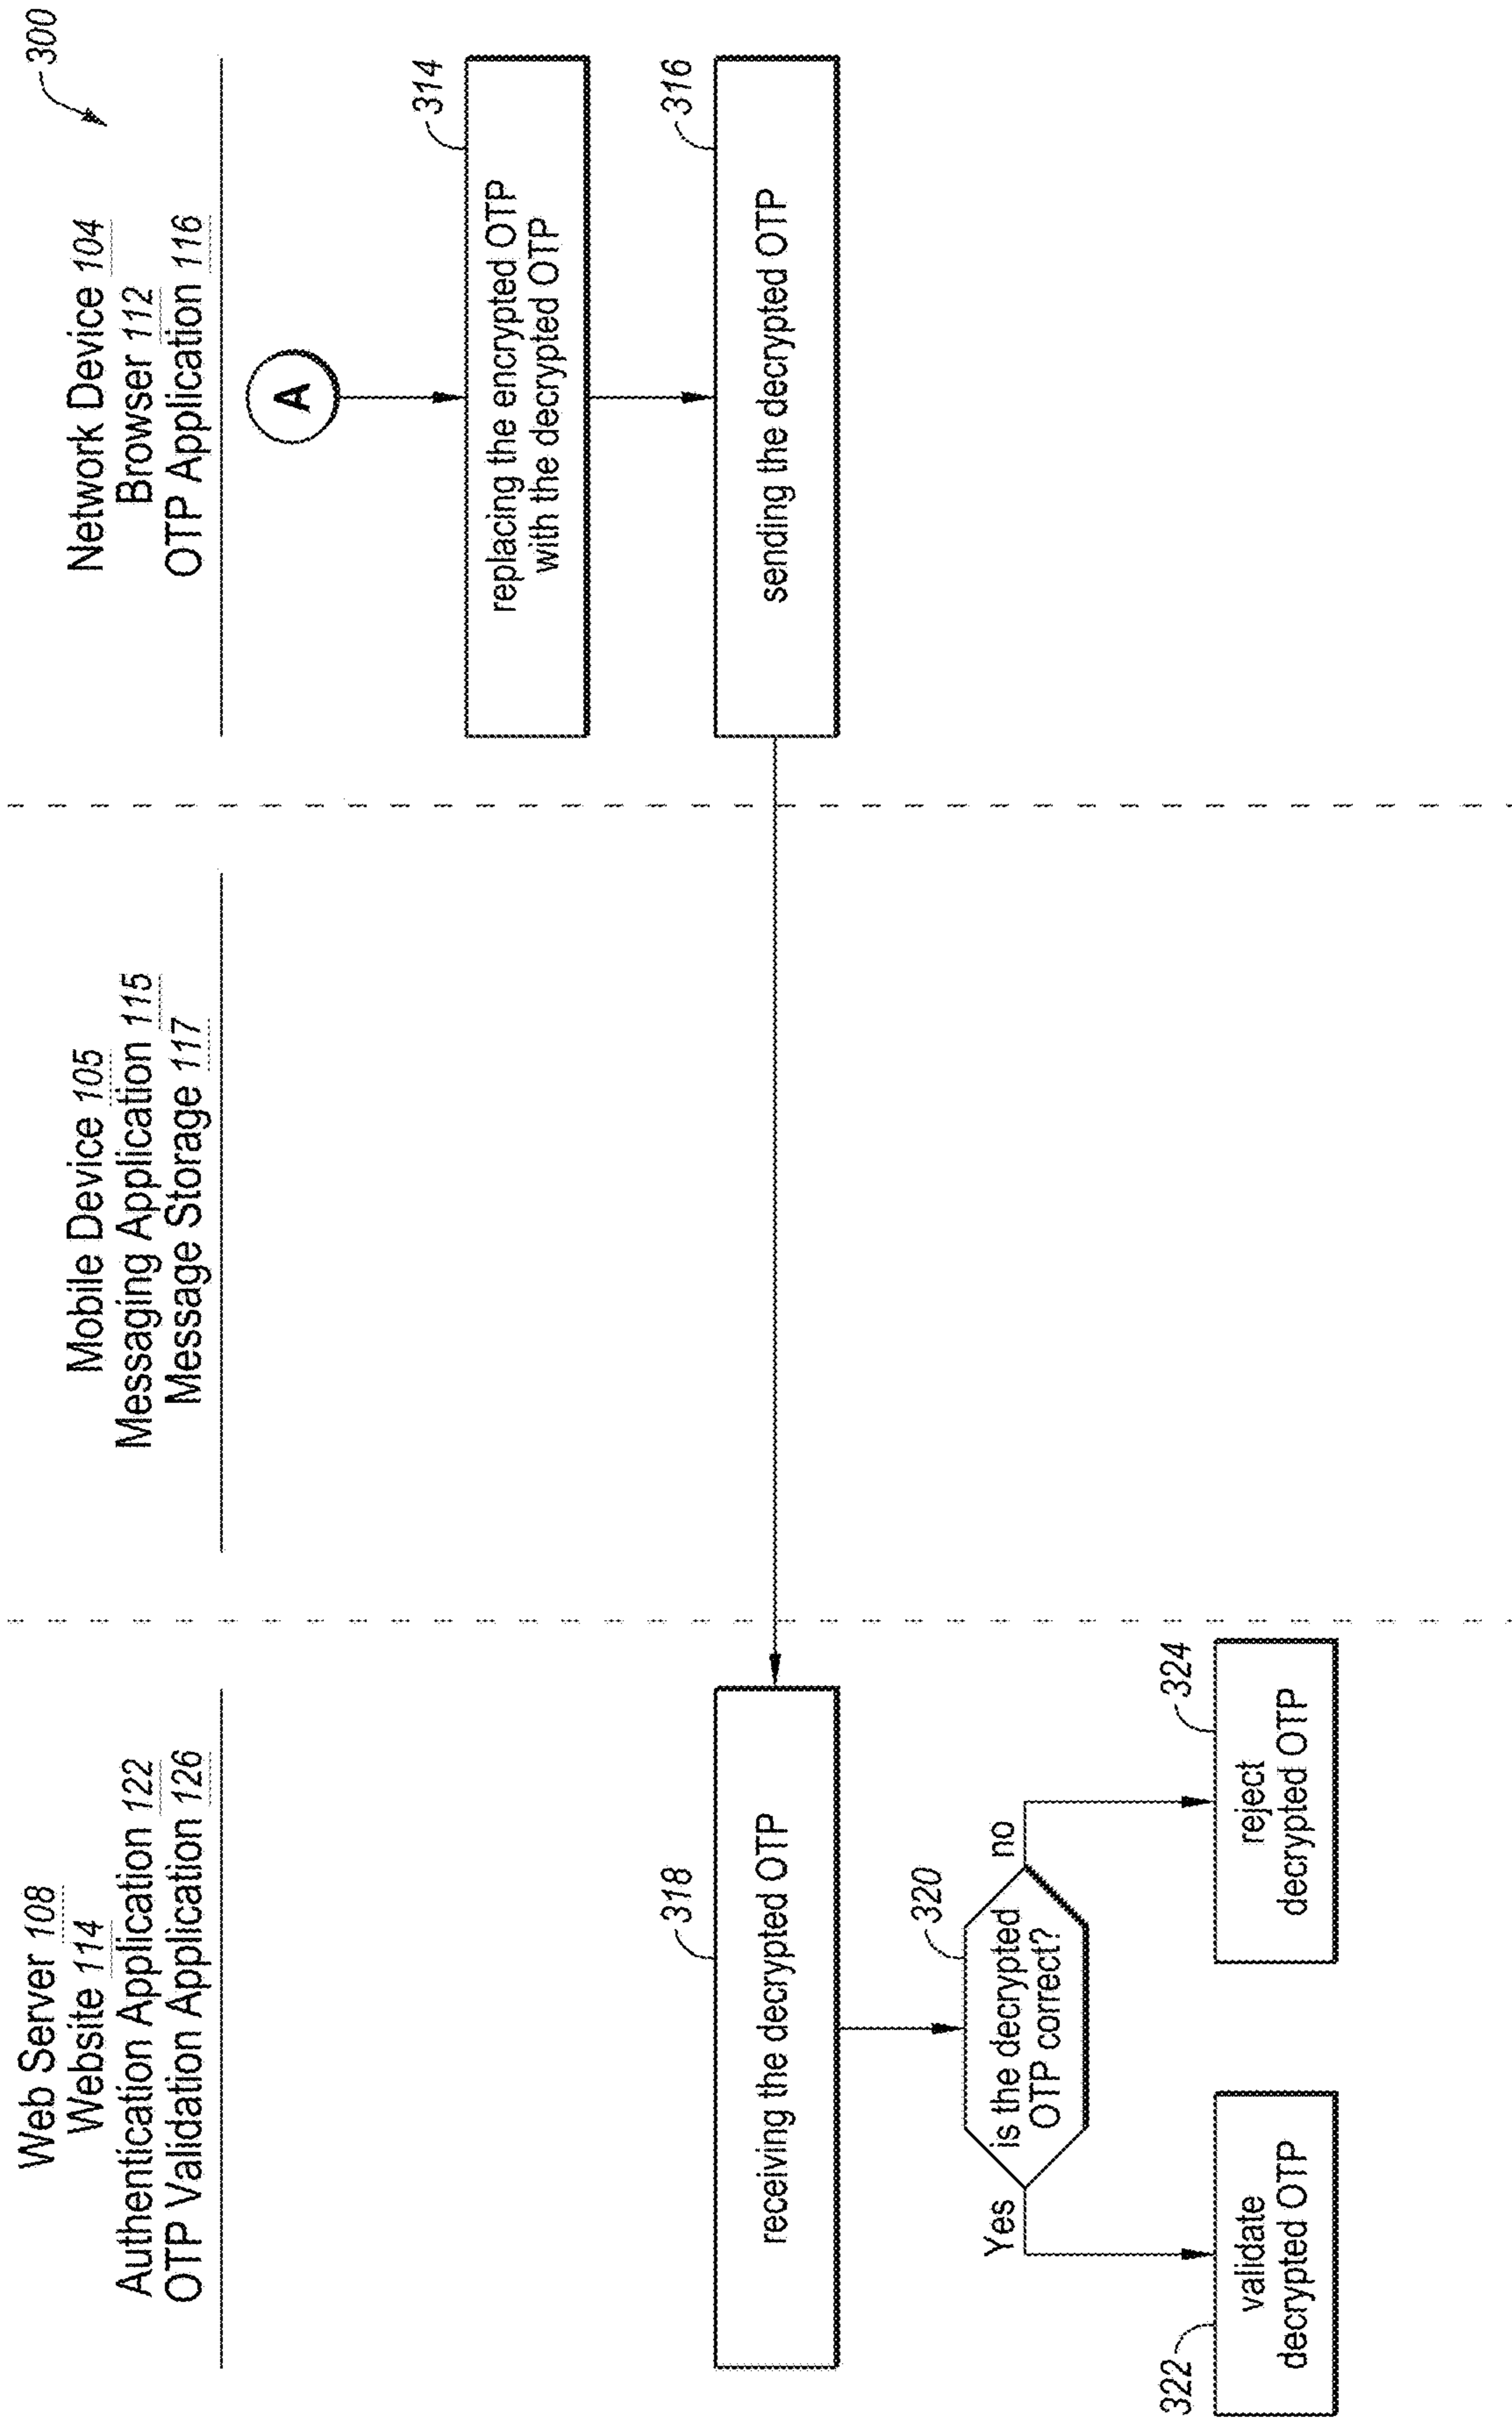 300
Web Server 108
Website 114
Authentication Application 122
OTP Validation Application 126
Mobile Device 105
Messaging Application 115
Message Storage 117
Network Device 104
Browser 112
OTP Application 116
A
314
replacing the encrypted OTP
with the decrypted OTP
316
sending the decrypted OTP
318
receiving the decrypted OTP
320
is the decrypted
OTP correct?
Yes
no
322
validate
decrypted OTP
324
reject
decrypted OTP